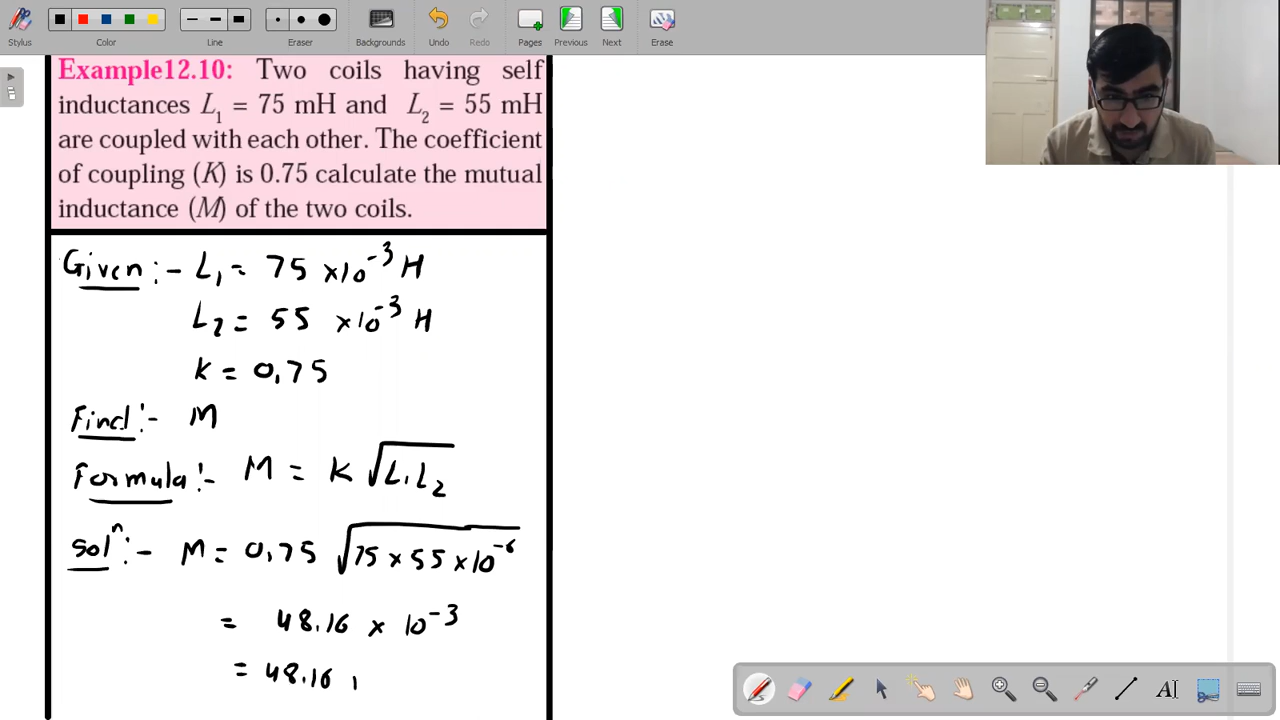 Stylus
Color
Line
Eraser
Backgrounds
Undo
Redo
Pages
Previous
Next
Erase
Example12.10: Two coils having self
inductances L₁ = 75 mH and L₂ = 55 mH
are coupled with each other. The coefficient
of coupling (K) is 0.75 calculate the mutual
inductance (M) of the two coils.
Given:- L₁ = 75 ×10⁻³ H
L₂ = 55 ×10⁻³ H
K = 0.75
Find:- M
Formula:- M = K √L₁L₂
Solⁿ:- M = 0.75 √75 × 55 × 10⁻⁶
= 48.16 × 10⁻³
= 48.16
AI